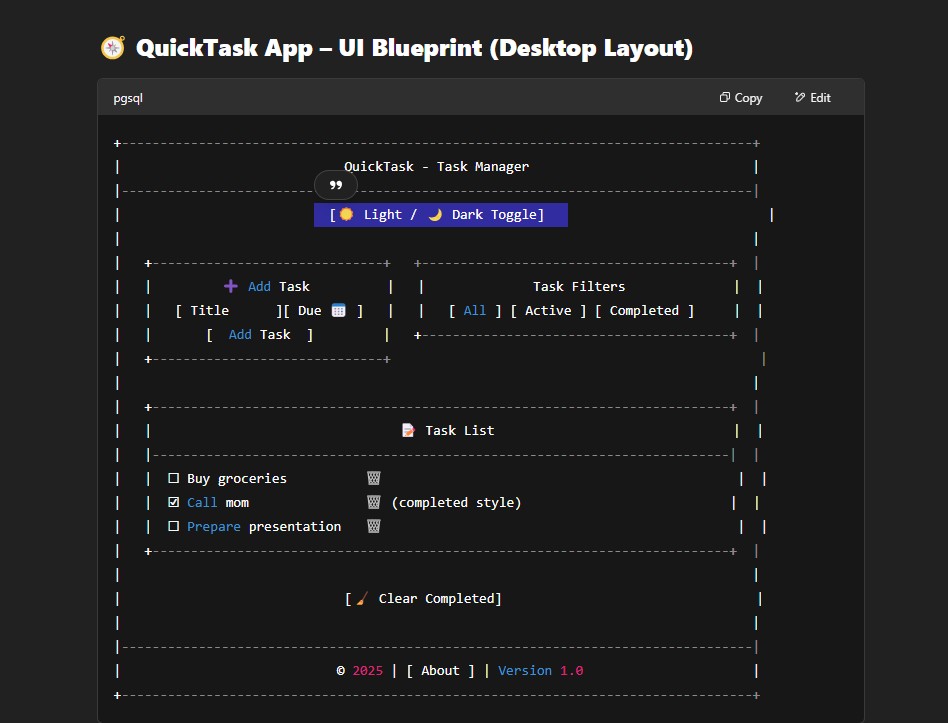 🧭 QuickTask App – UI Blueprint (Desktop Layout)
pgsql Copy Edit
QuickTask - Task Manager
[🌞 Light / 🌙 Dark Toggle]
➕ Add Task
[ Title ][ Due 📅 ]
[ Add Task ]
Task Filters
[ All ] [ Active ] [ Completed ]
📝 Task List
☐ Buy groceries 🗑
☑ Call mom 🗑 (completed style)
☐ Prepare presentation 🗑
[🧹 Clear Completed]
© 2025 | [ About ] | Version 1.0